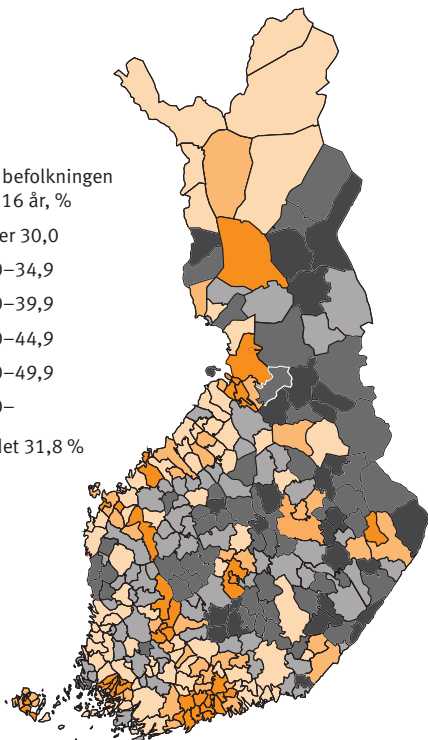 befolkningen
16 år, %
er 30,0
–34,9
–39,9
–44,9
–49,9
–
det 31,8 %